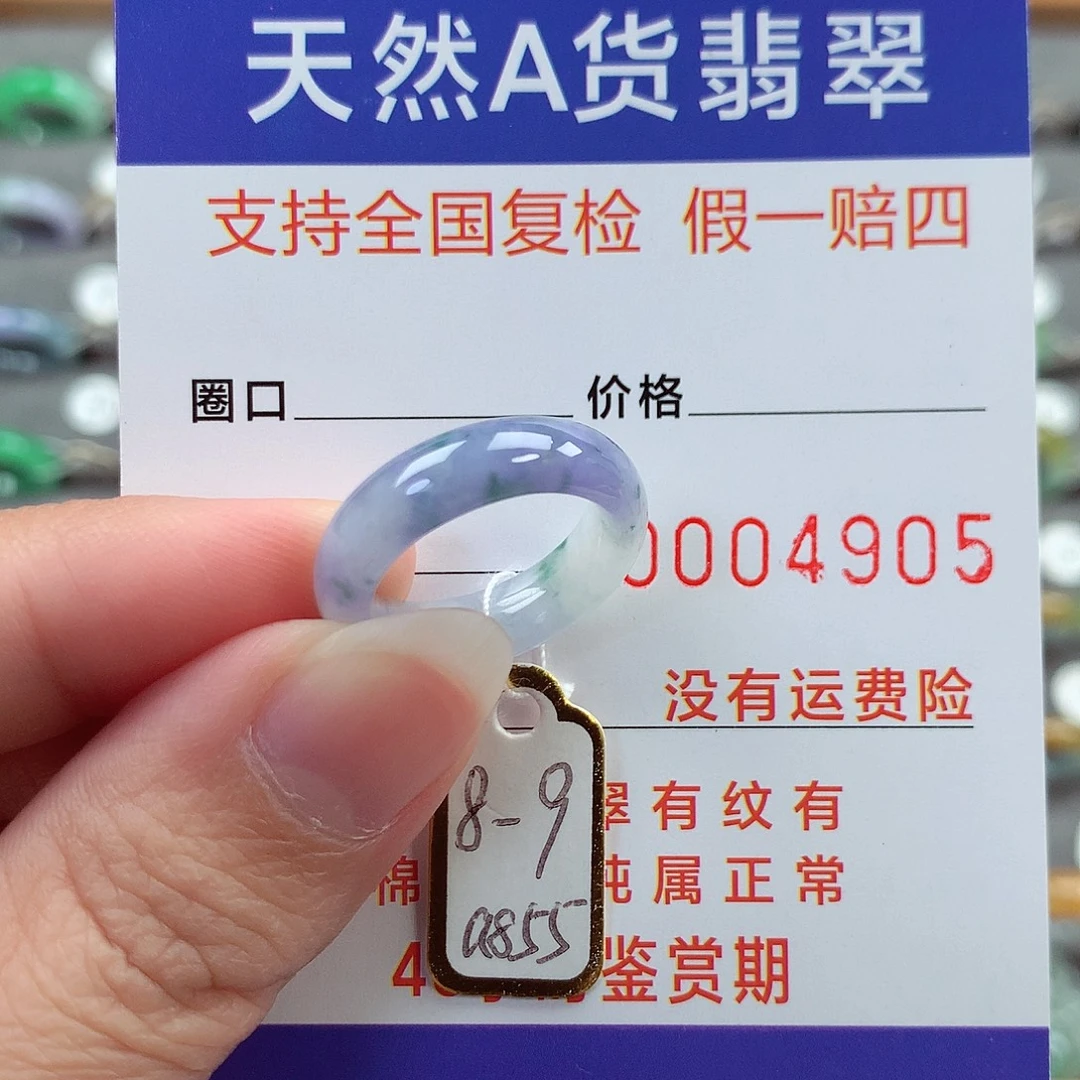 天然A货翡翠
支持全国复检 假一赔四
圈口 价格
0004905
没有运费险
翠有纹有
棉 纯属正常
鉴赏期
8-9
a855